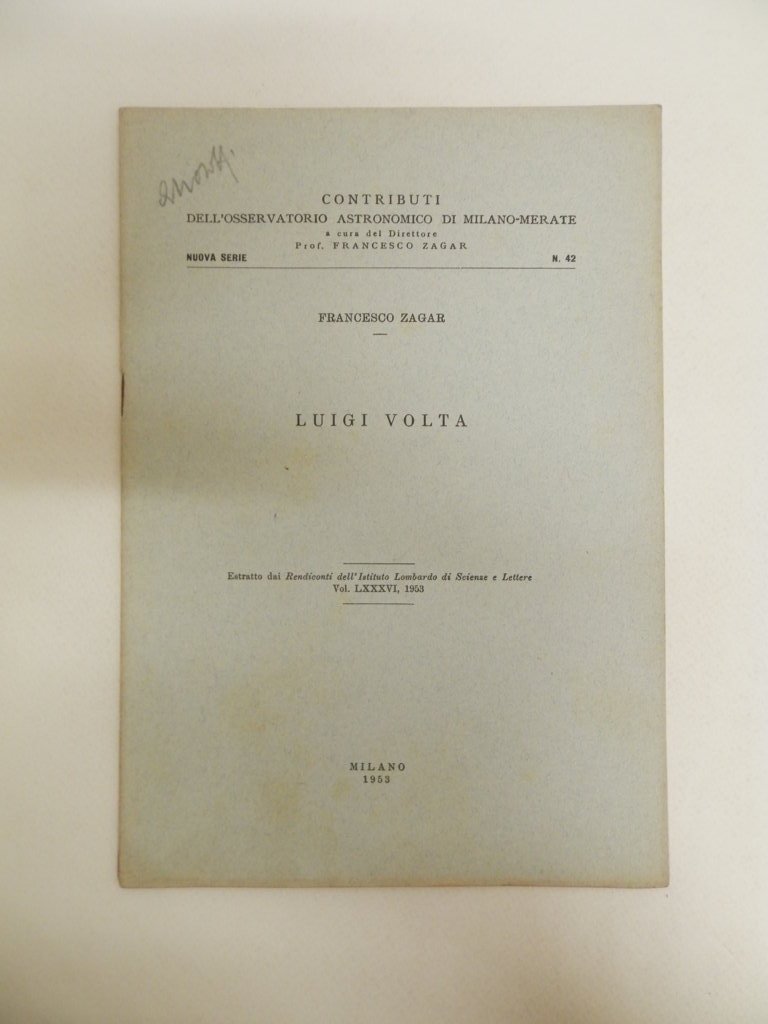 CONTRIBUTI
DELL'OSSERVATORIO ASTRONOMICO DI MILANO-MERATE
a cura del Direttore
Prof. FRANCESCO ZAGAR
NUOVA SERIE N. 42
FRANCESCO ZAGAR
LUIGI VOLTA
Estratto dai Rendiconti dell'Istituto Lombardo di Scienze e Lettere
Vol. LXXXVI, 1953
MILANO
1953